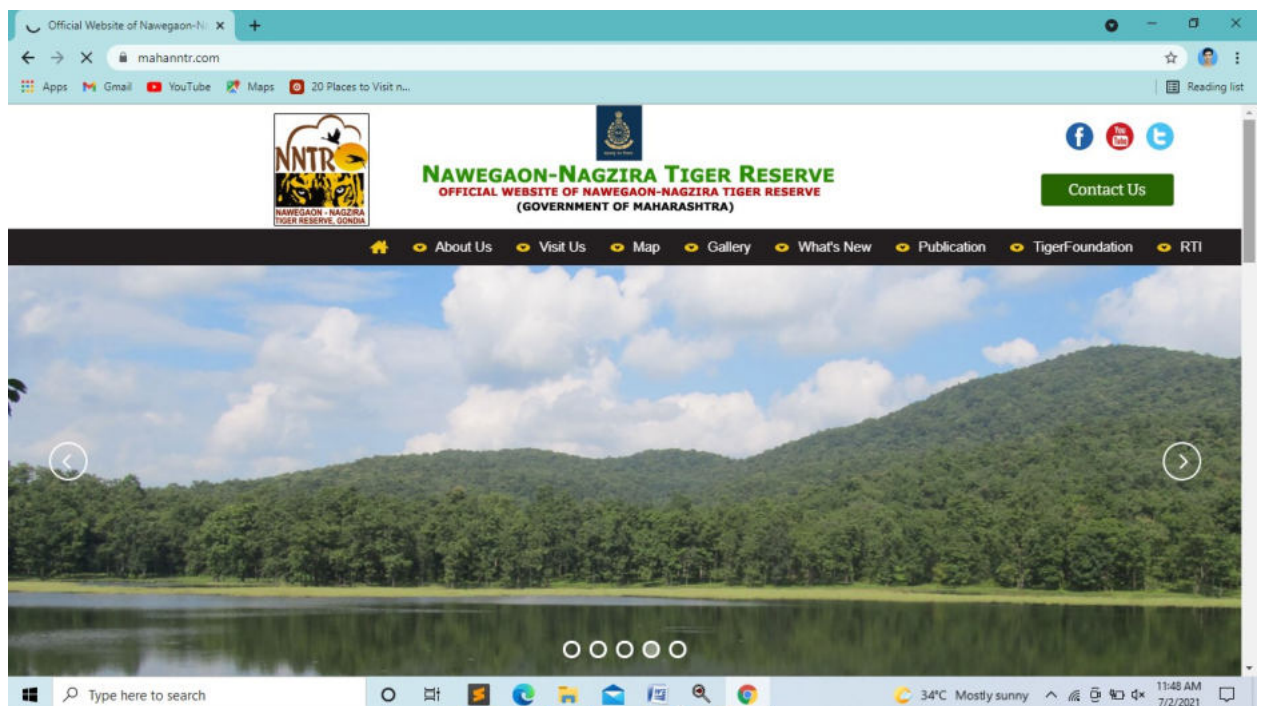 Official Website of Nawegaon-N
mahanntr.com
Apps Gmail YouTube Maps 20 Places to Visit n...
Reading list
NNTR
NAWEGAON - NAGZIRA
TIGER RESERVE, GONDIA
NAWEGAON-NAGZIRA TIGER RESERVE
OFFICIAL WEBSITE OF NAWEGAON-NAGZIRA TIGER RESERVE
(GOVERNMENT OF MAHARASHTRA)
f You Tube
Contact Us
About Us Visit Us Map Gallery What's New Publication TigerFoundation RTI
Type here to search
34°C Mostly sunny
11:48 AM
7/2/2021